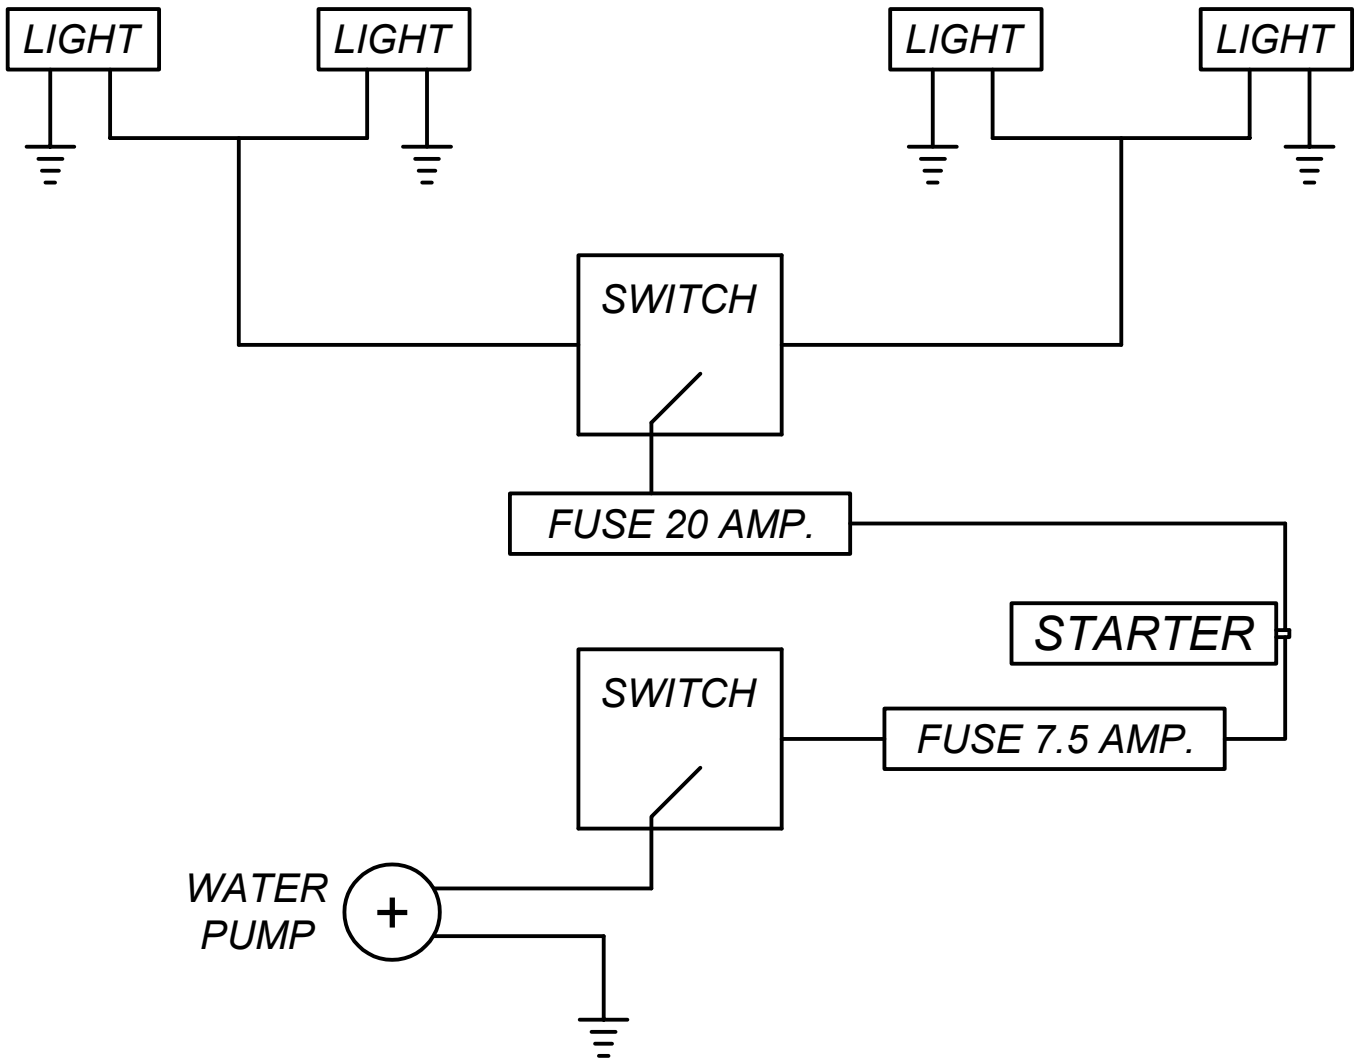 LIGHT
LIGHT
LIGHT
LIGHT
SWITCH
FUSE 20 AMP.
STARTER
SWITCH
FUSE 7.5 AMP.
WATER
PUMP
+